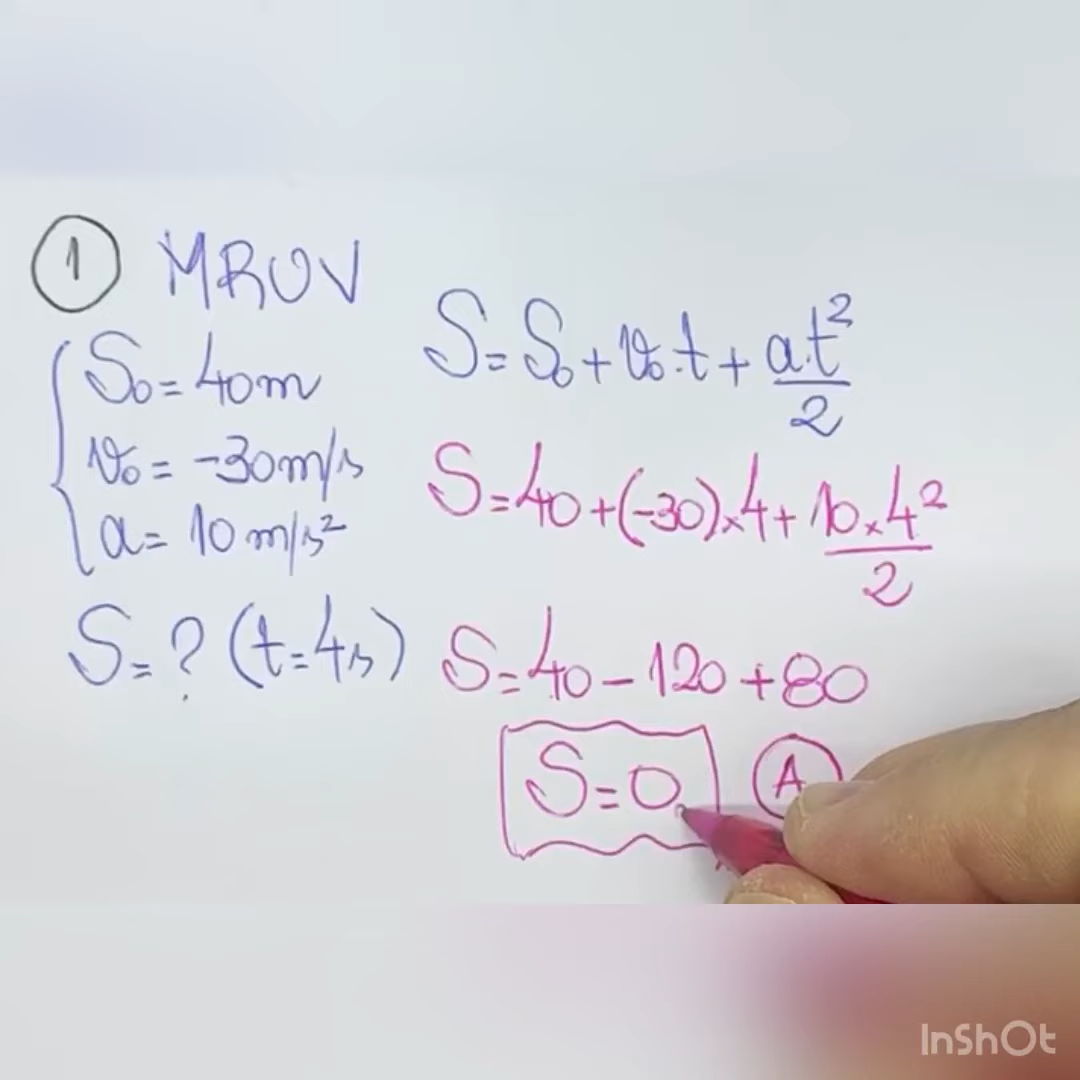 1 MRUV
S₀ = 40m
v₀ = -30m/s
a = 10 m/s²
S = ? (t = 4s)
S = S₀ + v₀.t + a.t²/2
S = 40 + (-30) × 4 + 10 × 4²/2
S = 40 - 120 + 80
S = 0
A
InShOt